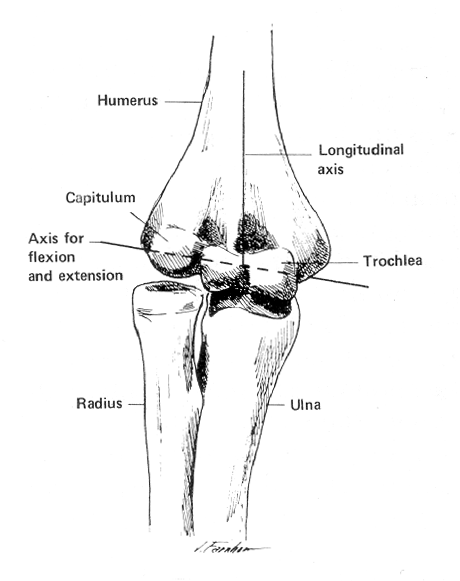 Humerus
Longitudinal
axis
Capitulum
Axis for
flexion
and extension
Trochlea
Radius
Ulna